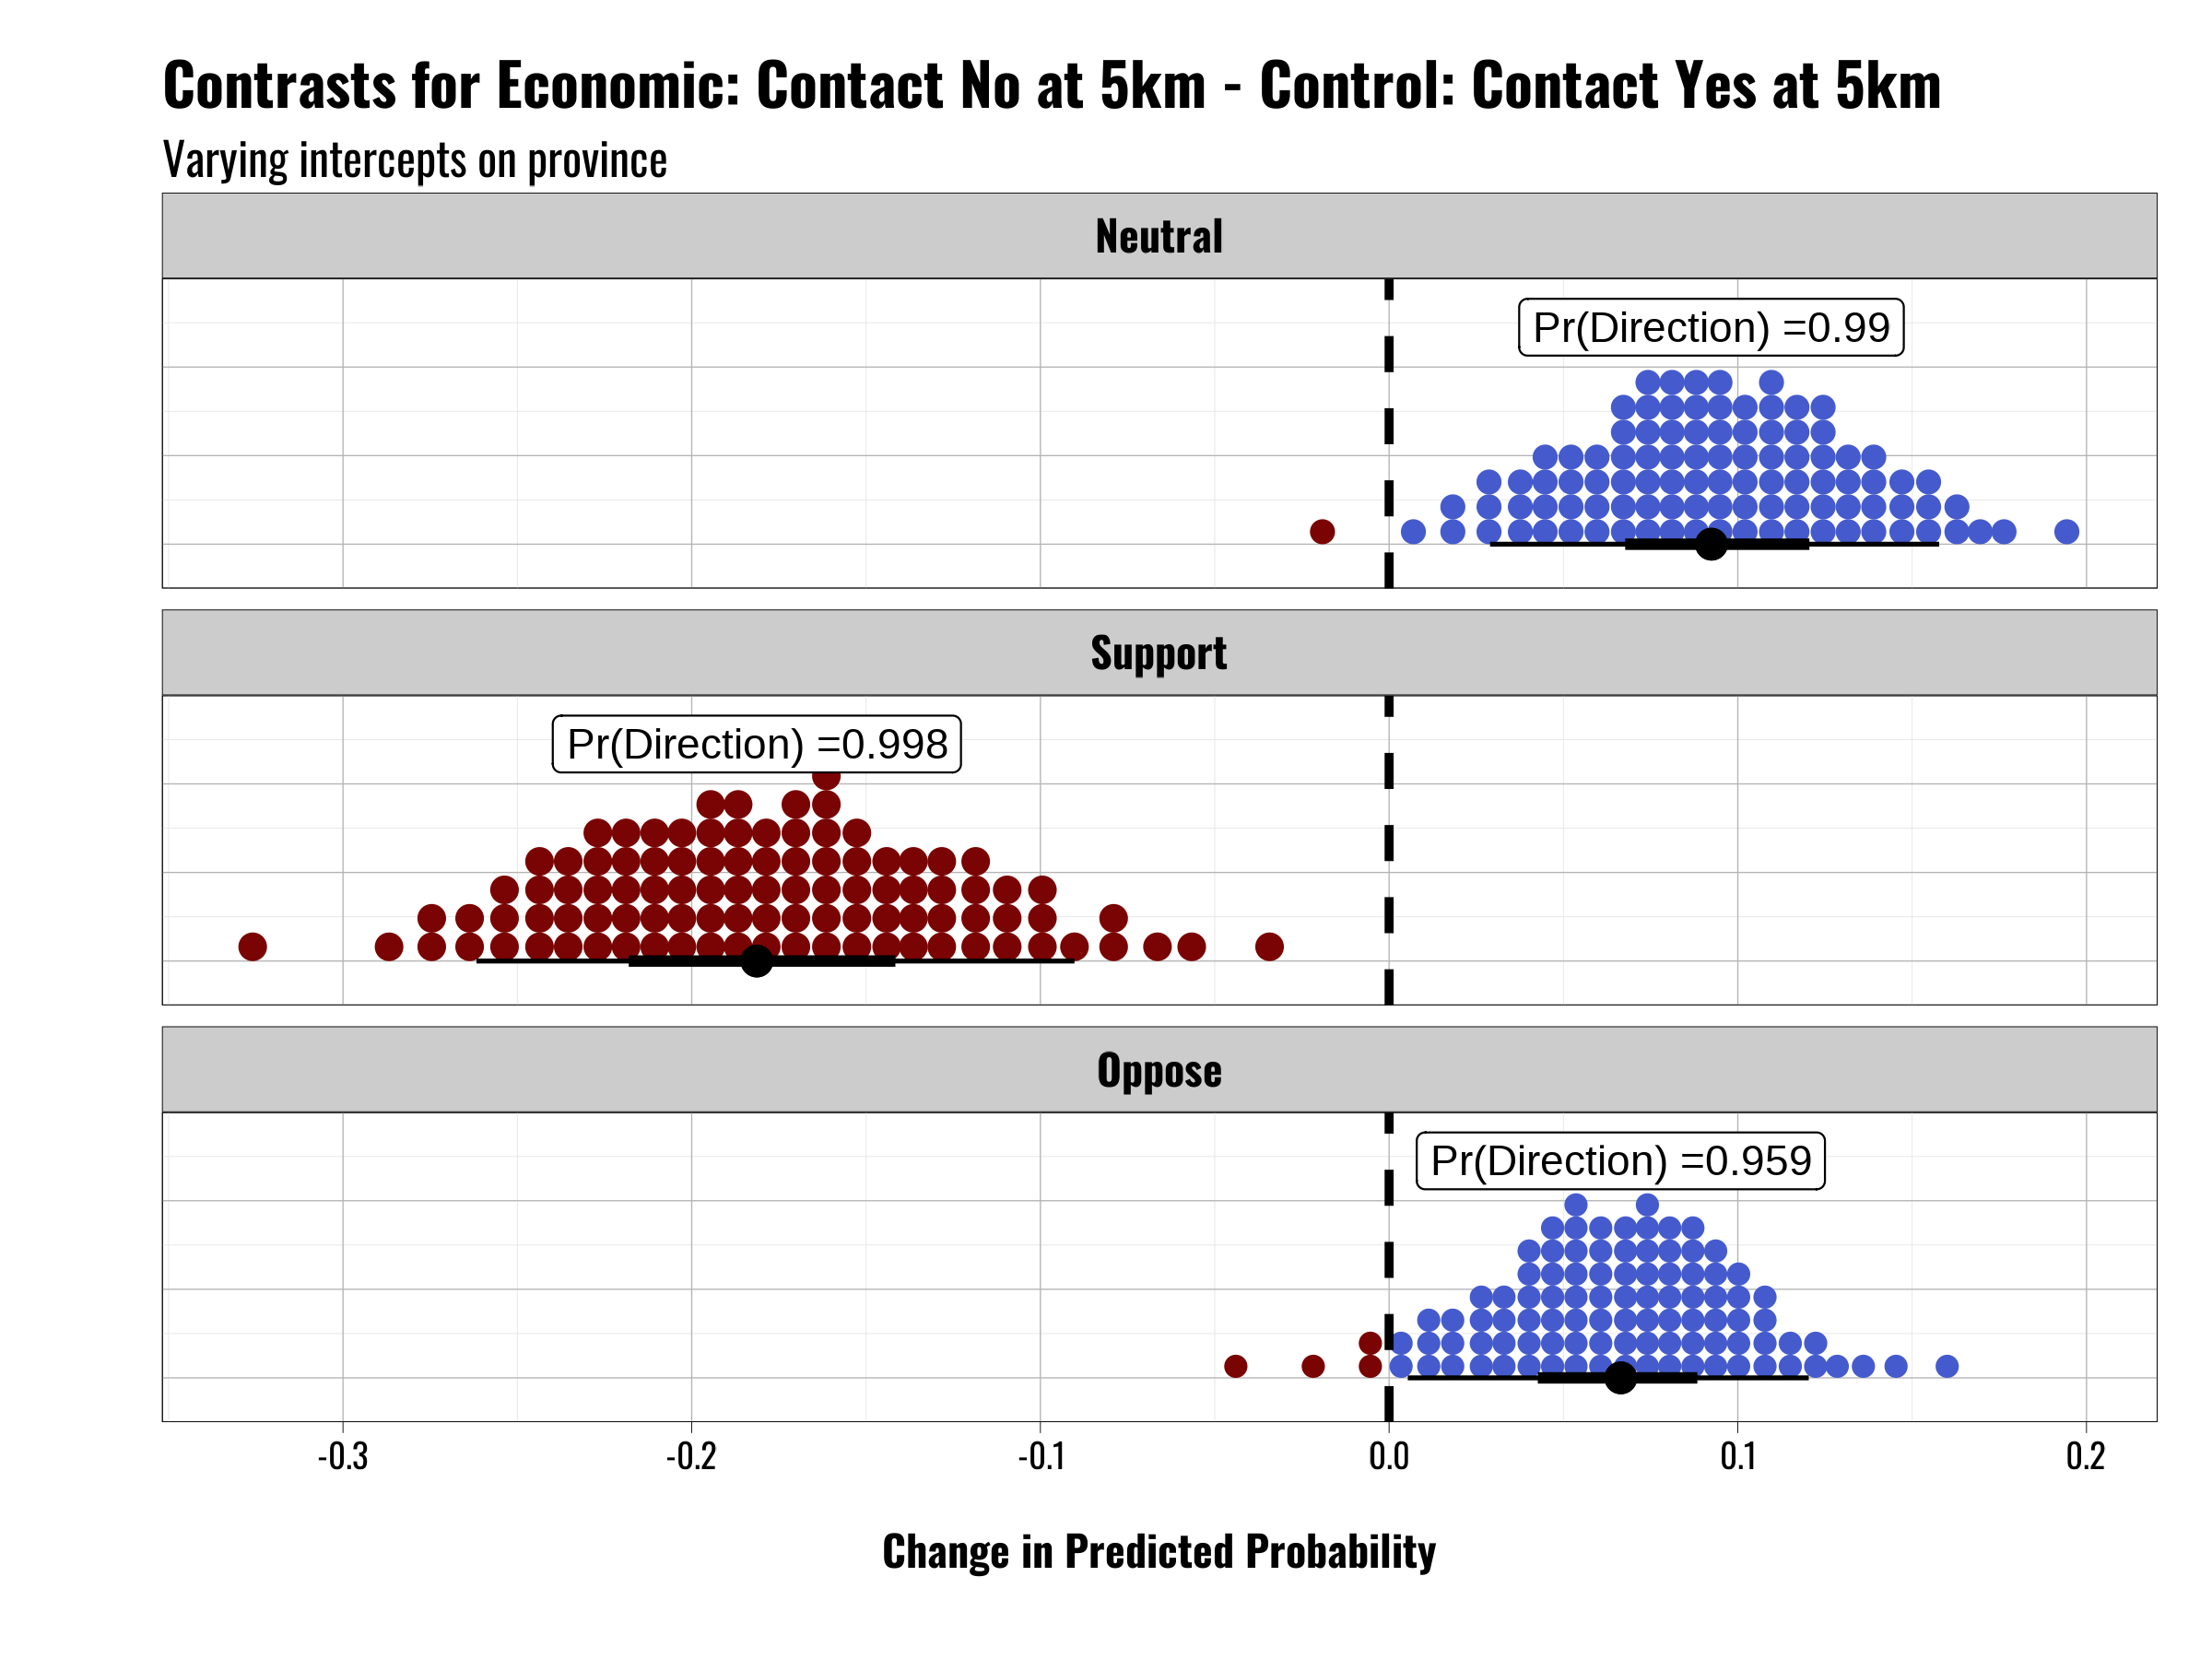 Contrasts for Economic: Contact No at 5km - Control: Contact Yes at 5km
Varying intercepts on province
Neutral
Pr(Direction) =0.99
Support
Pr(Direction) =0.998
Oppose
Pr(Direction) =0.959
-0.3 -0.2 -0.1 0.0 0.1 0.2
Change in Predicted Probability